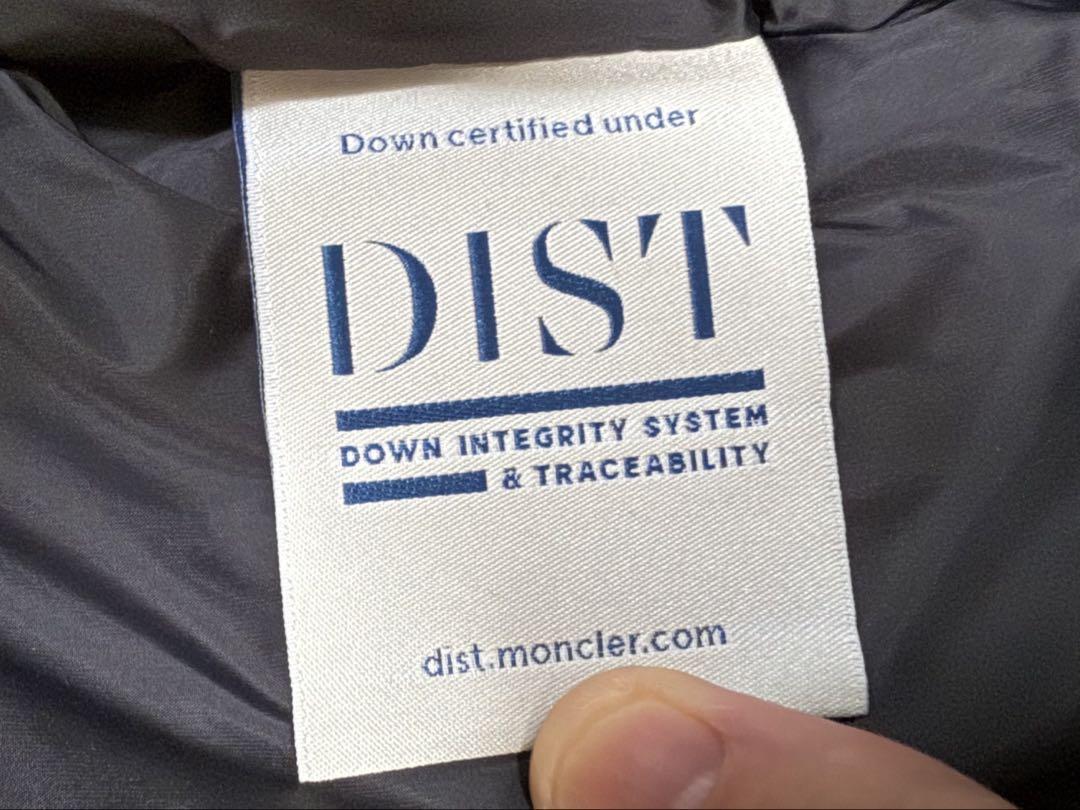 Down certified under
DIST
DOWN INTEGRITY SYSTEM
& TRACEABILITY
dist.moncler.com